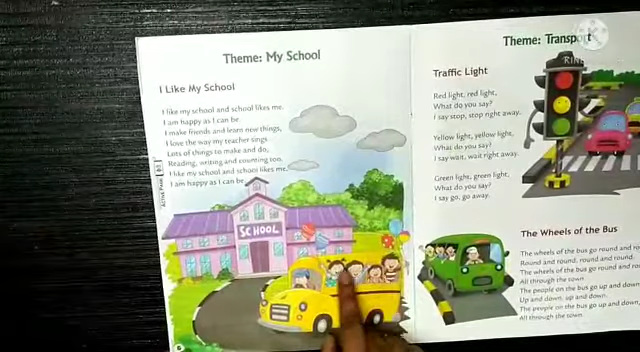 Theme: My School
I Like My School
I like my school and school likes me.
I am happy as I can be.
I make friends and learn new things,
I love the way my teacher sings.
Lots of things to make and do,
Reading, writing and counting too.
I like my school and school likes me,
I am happy as I can be.
SCHOOL
Theme: Transport
Traffic Light
Red light, red light,
What do you say?
I say stop, stop right away.
Yellow light, yellow light,
What do you say?
I say wait, wait right away.
Green light, green light,
What do you say?
I say go, go away.
The Wheels of the Bus
The wheels of the bus go round and
Round and round, round and round.
The wheels of the bus go round and
All through the town.
The people on the bus go up and down
Up and down, up and down.
The people on the bus go up and down
All through the town.